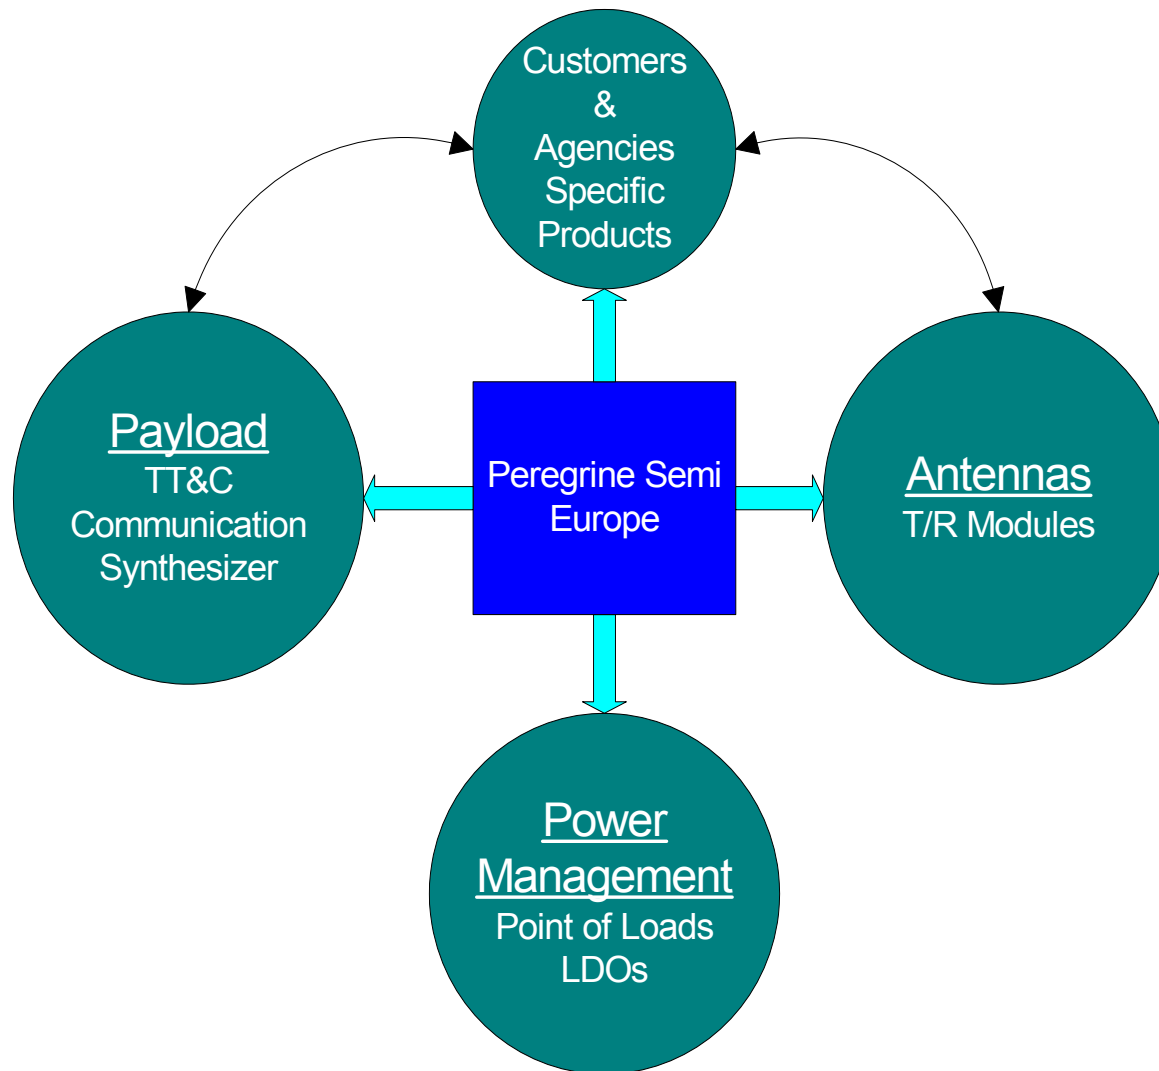 Customers
&
Agencies
Specific
Products
Payload
TT&C
Communication
Synthesizer
Peregrine Semi
Europe
Antennas
T/R Modules
Power
Management
Point of Loads
LDOs